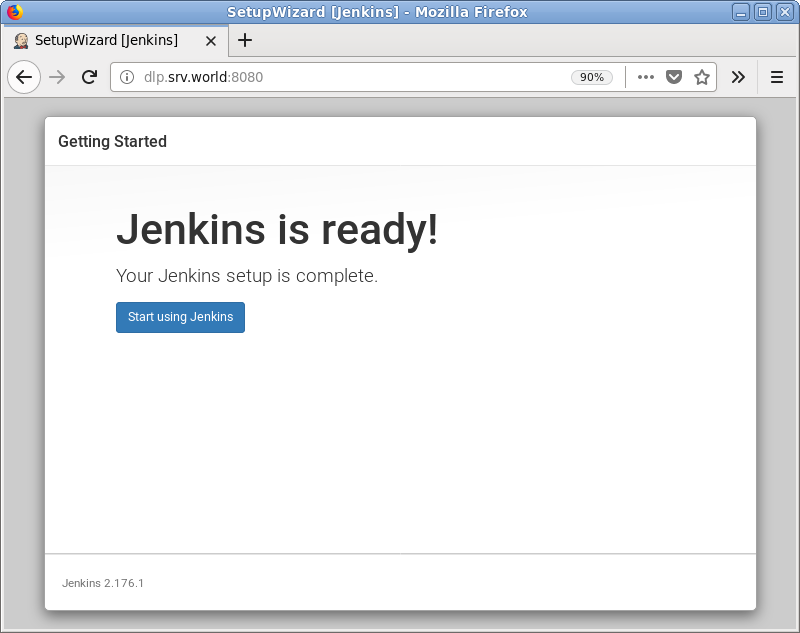 SetupWizard [Jenkins] - Mozilla Firefox
SetupWizard [Jenkins]
dlp.srv.world:8080
90%
Getting Started
Jenkins is ready!
Your Jenkins setup is complete.
Start using Jenkins
Jenkins 2.176.1